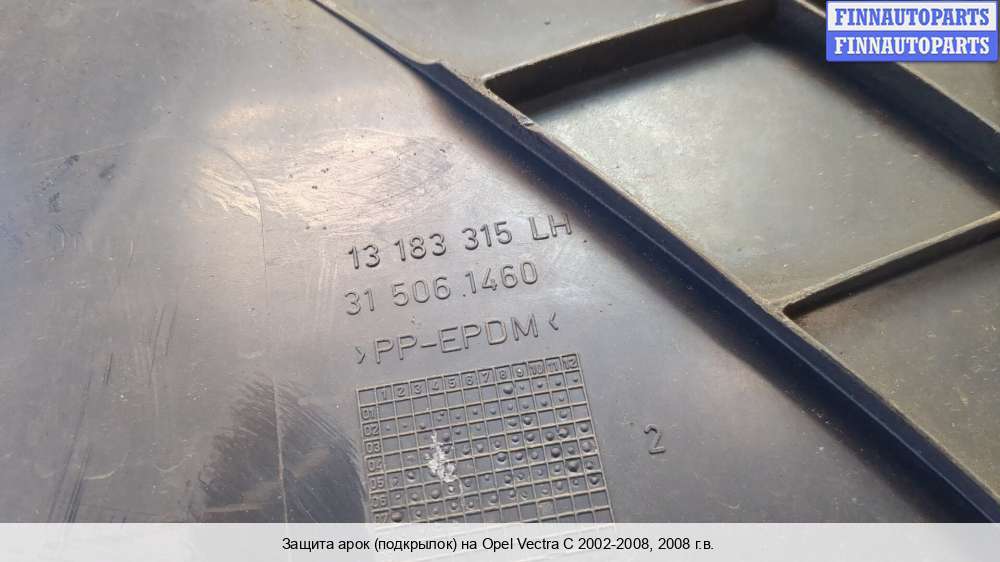 FINNAUTOPARTS
FINNAUTOPARTS
13 183 315 LH
31 506 1460
>PP-EPDM<
1 2 3 4 5 6 7 8 9 10 11 12
01
02
03
04
05
06
2
Защита арок (подкрылок) на Opel Vectra C 2002-2008, 2008 г.в.